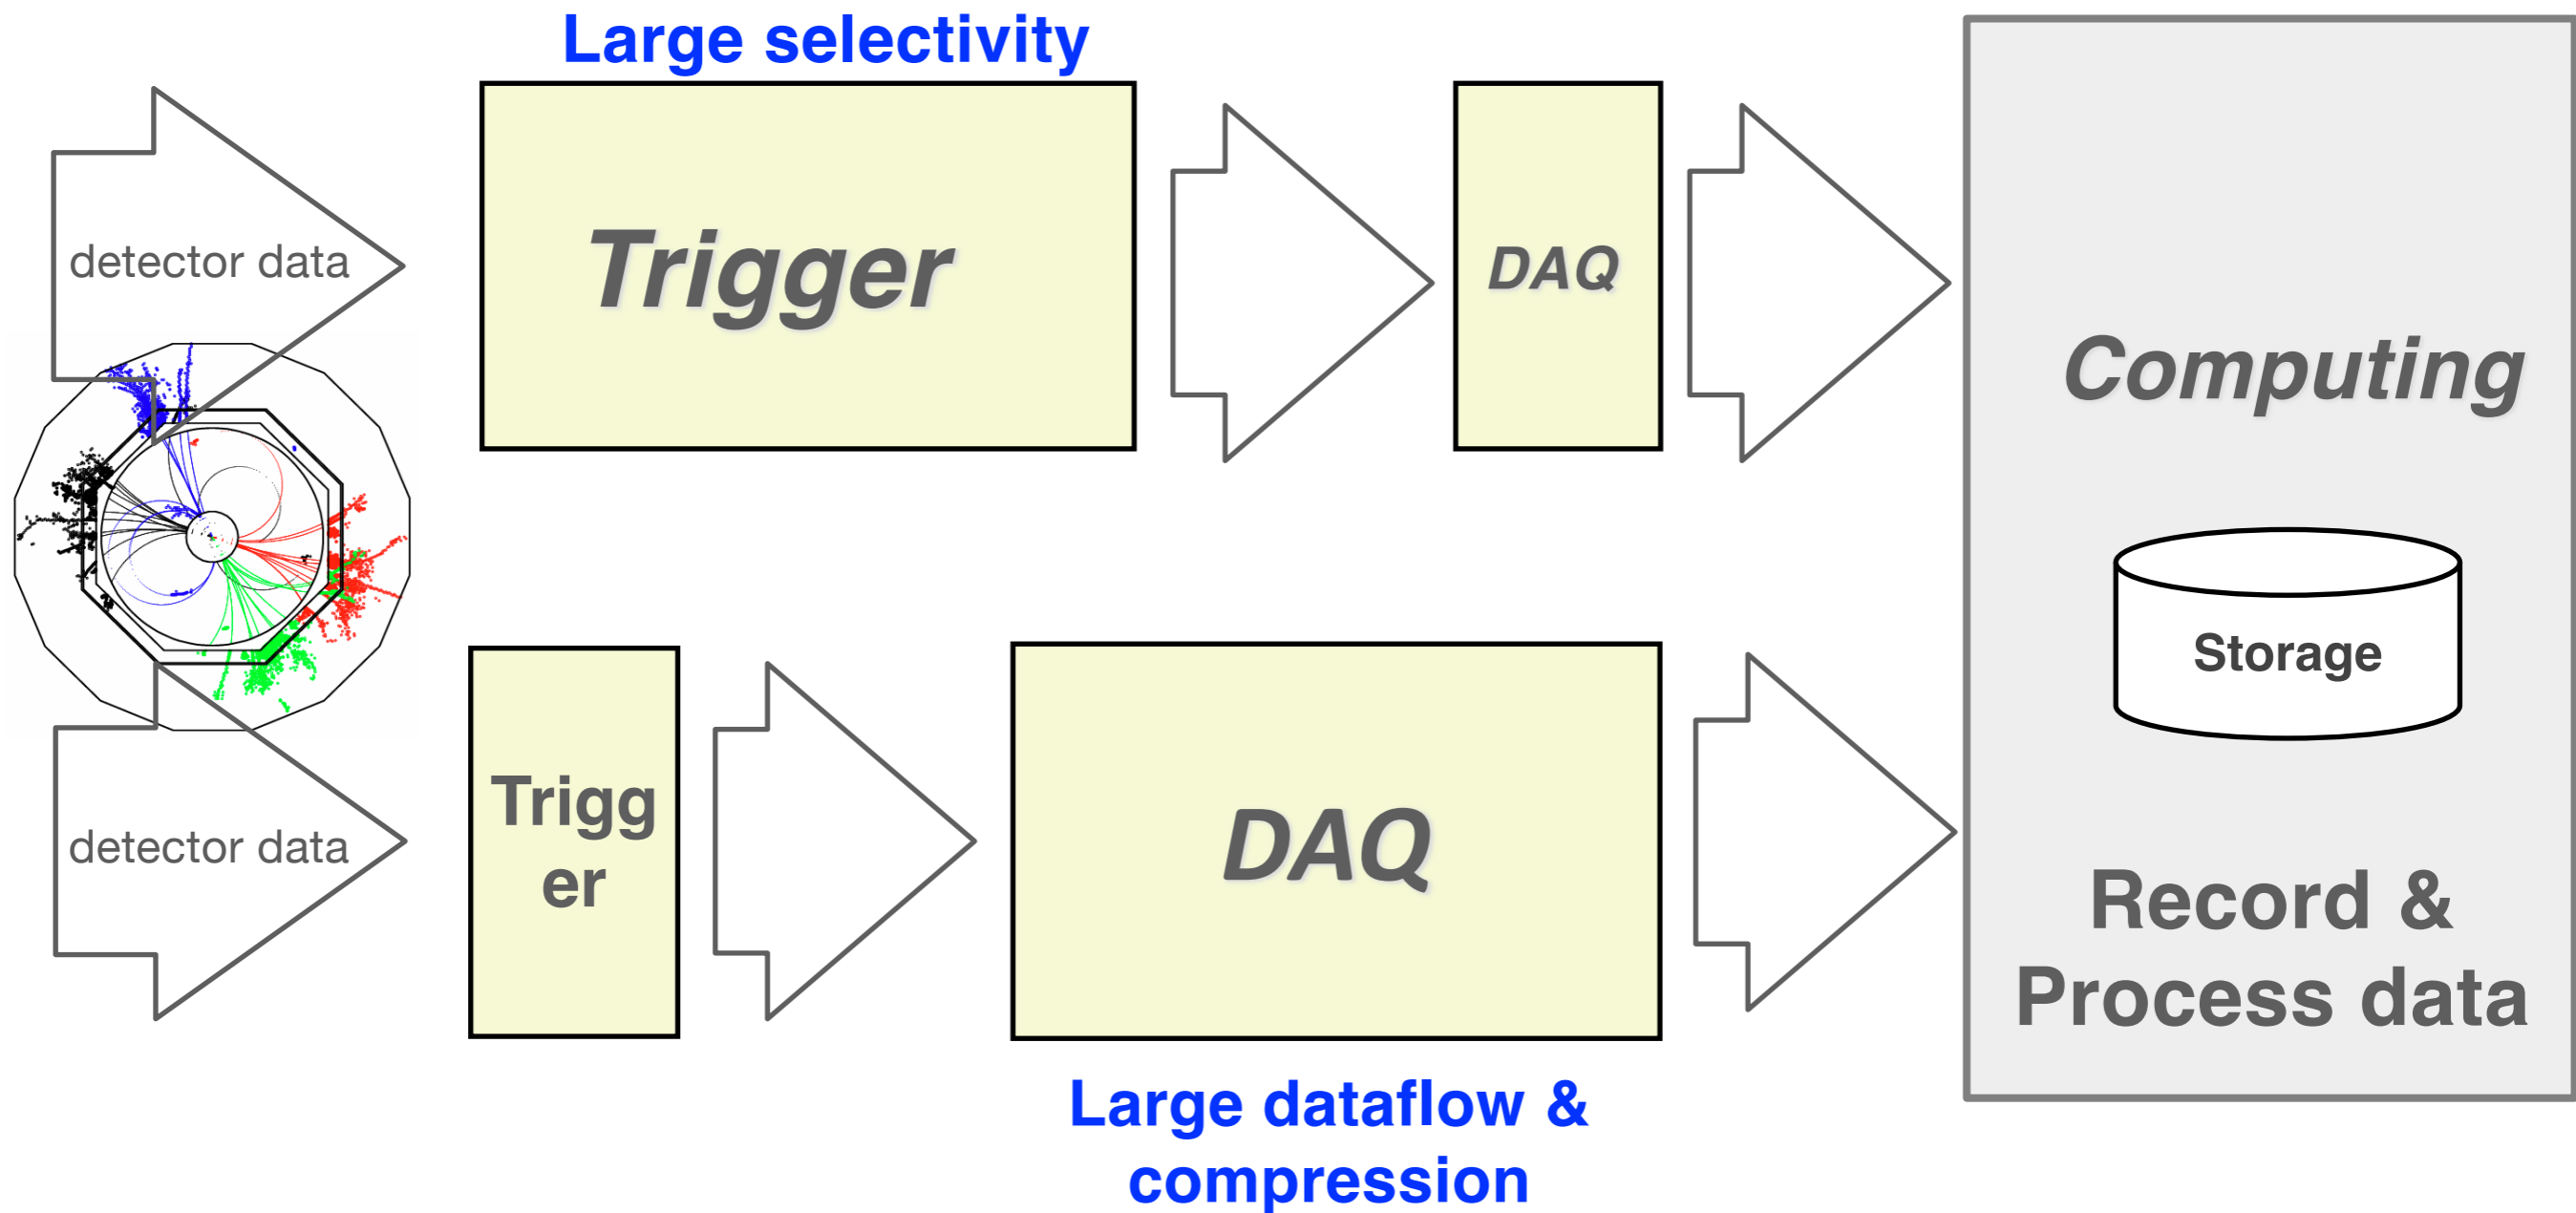 Large selectivity
detector data
Trigger
DAQ
Computing
Storage
detector data
Trigg
er
DAQ
Record &
Process data
Large dataflow &
compression